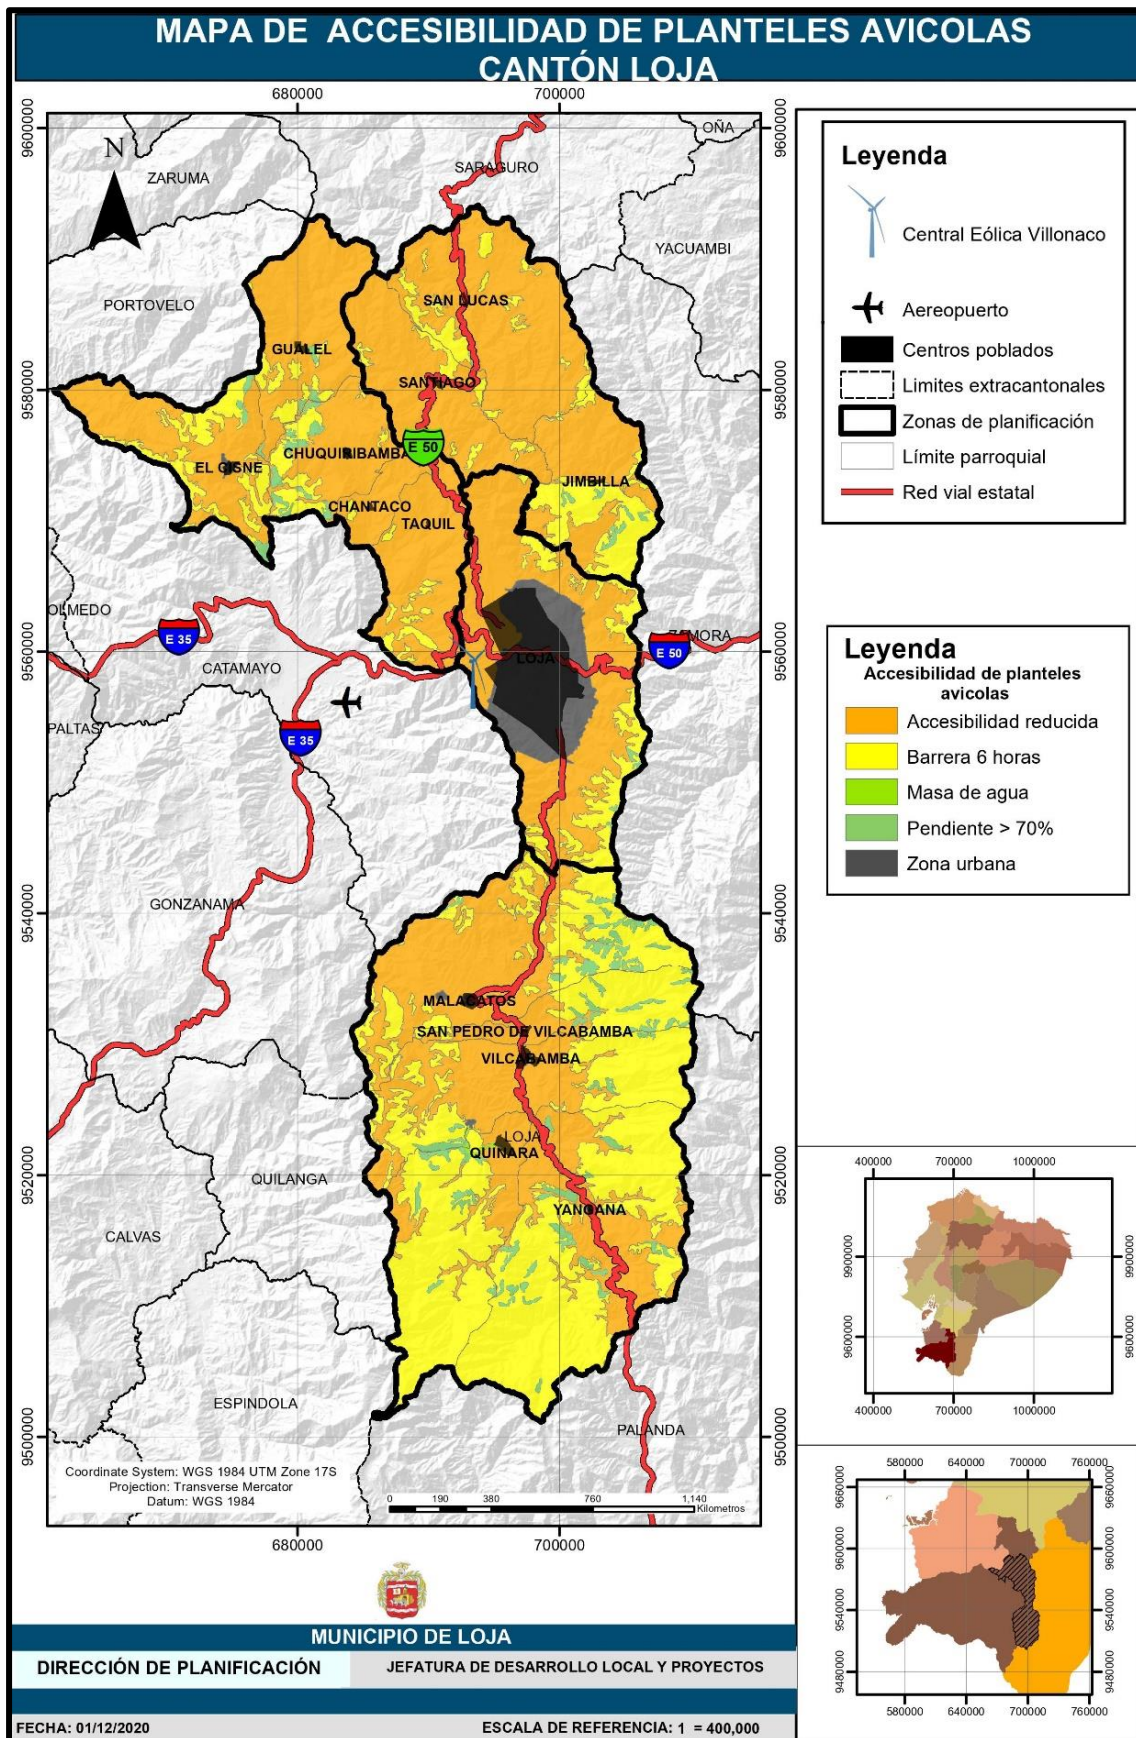 MAPA DE ACCESIBILIDAD DE PLANTELES AVICOLAS
CANTÓN LOJA
680000
700000
9600000
9580000
9560000
9540000
9520000
9500000
9600000
9580000
9560000
9540000
9520000
9500000
N
OÑA
SARAGURO
ZARUMA
YACUAMBI
PORTOVELO
SAN LUCAS
GUALEL
SANTIAGO
E 50
CHUQUIRIBAMBA
EL CISNE
JIMBILLA
CHANTACO
TAQUIL
OLMEDO
E 35
ZAMORA
E 50
LOJA
CATAMAYO
PALTAS
E 35
GONZANAMA
MALACATOS
SAN PEDRO DE VILCABAMBA
VILCABAMBA
LOJA
QUINARA
QUILANGA
YANGANA
CALVAS
ESPINDOLA
PALANDA
Coordinate System: WGS 1984 UTM Zone 17S
Projection: Transverse Mercator
Datum: WGS 1984
0 190 380 760 1,140
Kilometros
680000
700000
Leyenda
Central Eólica Villonaco
Aereopuerto
Centros poblados
Limites extracantonales
Zonas de planificación
Límite parroquial
Red vial estatal
Leyenda
Accesibilidad de planteles
avicolas
Accesibilidad reducida
Barrera 6 horas
Masa de agua
Pendiente > 70%
Zona urbana
400000 700000 1000000
9900000
9600000
9900000
9600000
400000 700000 1000000
580000 640000 700000 760000
9660000
9600000
9540000
9480000
9660000
9600000
9540000
9480000
580000 640000 700000 760000
MUNICIPIO DE LOJA
DIRECCIÓN DE PLANIFICACIÓN
JEFATURA DE DESARROLLO LOCAL Y PROYECTOS
FECHA: 01/12/2020
ESCALA DE REFERENCIA: 1 = 400,000